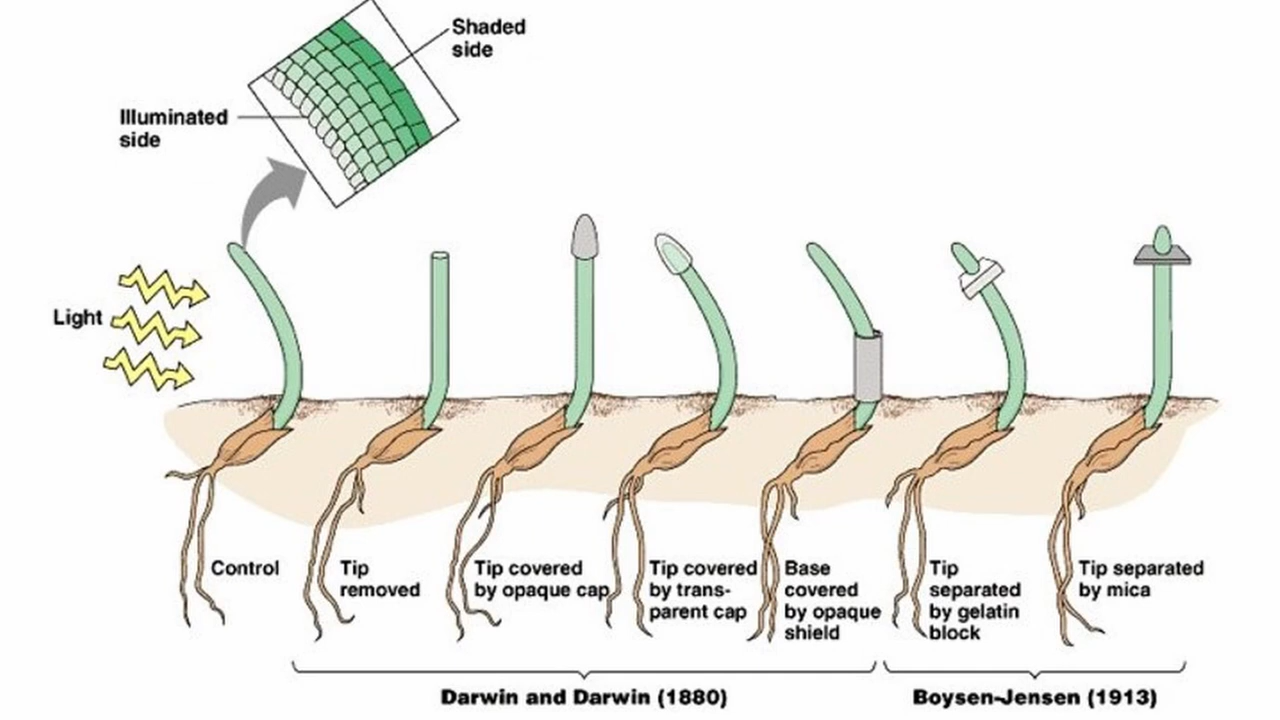 Shaded
side
Illuminated
side
Light
Control
Tip
removed
Tip covered
by opaque cap
Tip covered
by trans-
parent cap
Base
covered
by opaque
shield
Tip
separated
by gelatin
block
Tip separated
by mica
Darwin and Darwin (1880)
Boysen-Jensen (1913)